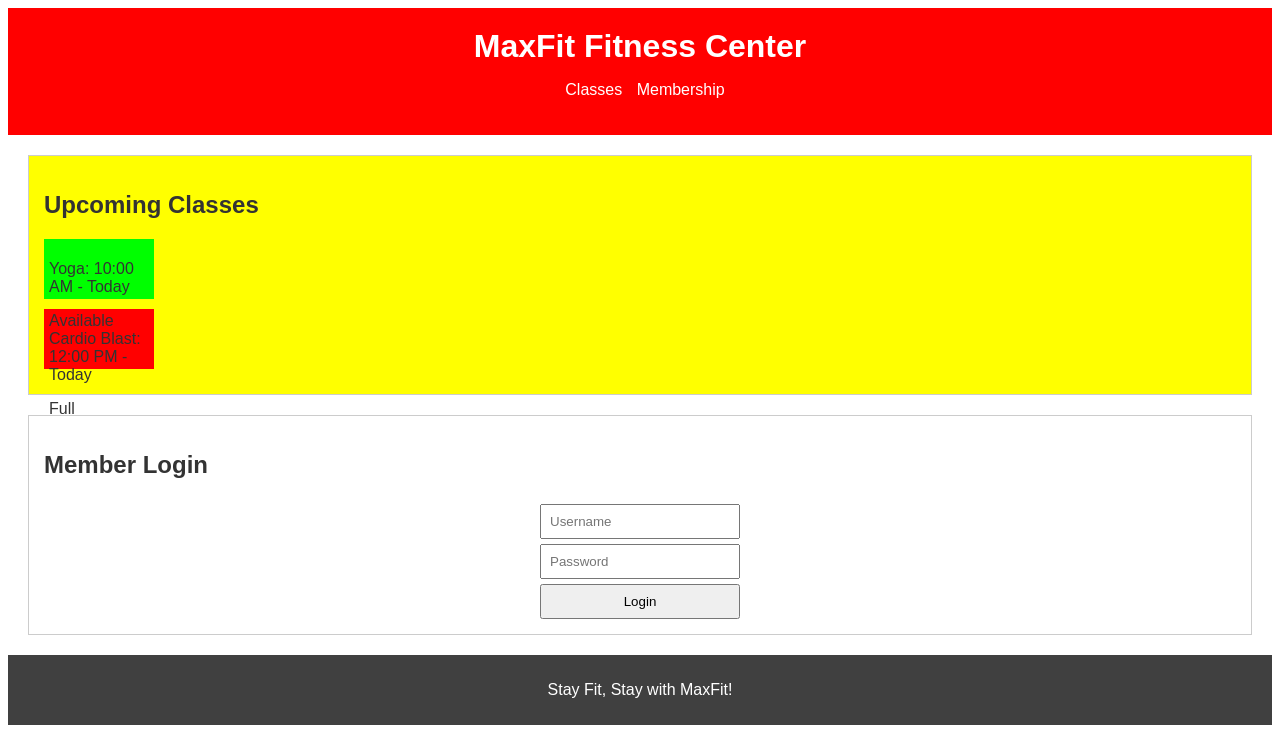 MaxFit Fitness Center
Classes Membership
Upcoming Classes
Yoga: 10:00
AM - Today
Available
Cardio Blast:
12:00 PM -
Today
Full
Member Login
Username
Password
Login
Stay Fit, Stay with MaxFit!